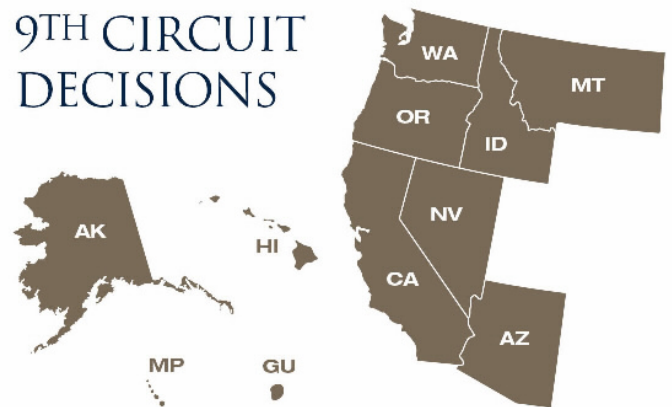 9TH CIRCUIT
DECISIONS
WA
MT
OR
ID
AK
HI
NV
CA
AZ
MP
GU